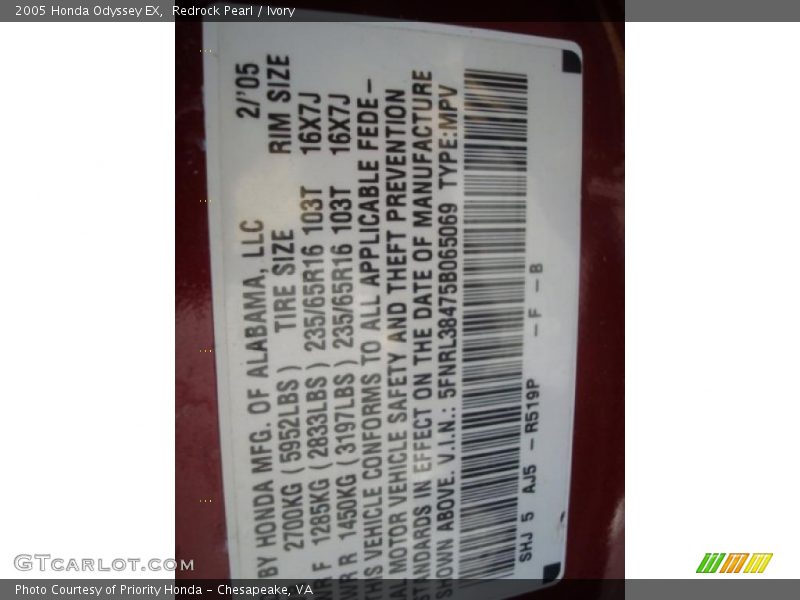 2005 Honda Odyssey EX,  Redrock Pearl / Ivory
BY HONDA MFG. OF ALABAMA, LLC 2/'05
2700KG (5952LBS) TIRE SIZE RIM SIZE
WR F 1285KG (2833LBS) 235/65R16 103T 16X7J
WR R 1450KG (3197LBS) 235/65R16 103T 16X7J
THIS VEHICLE CONFORMS TO ALL APPLICABLE FEDE-
AL MOTOR VEHICLE SAFETY AND THEFT PREVENTION
STANDARDS IN EFFECT ON THE DATE OF MANUFACTURE
SHOWN ABOVE. V.I.N.: 5FNRL38475B065069 TYPE:MPV
SHJ 5 AJ5 - R519P - F - B
GTcarlot.com
Photo Courtesy of Priority Honda - Chesapeake, VA